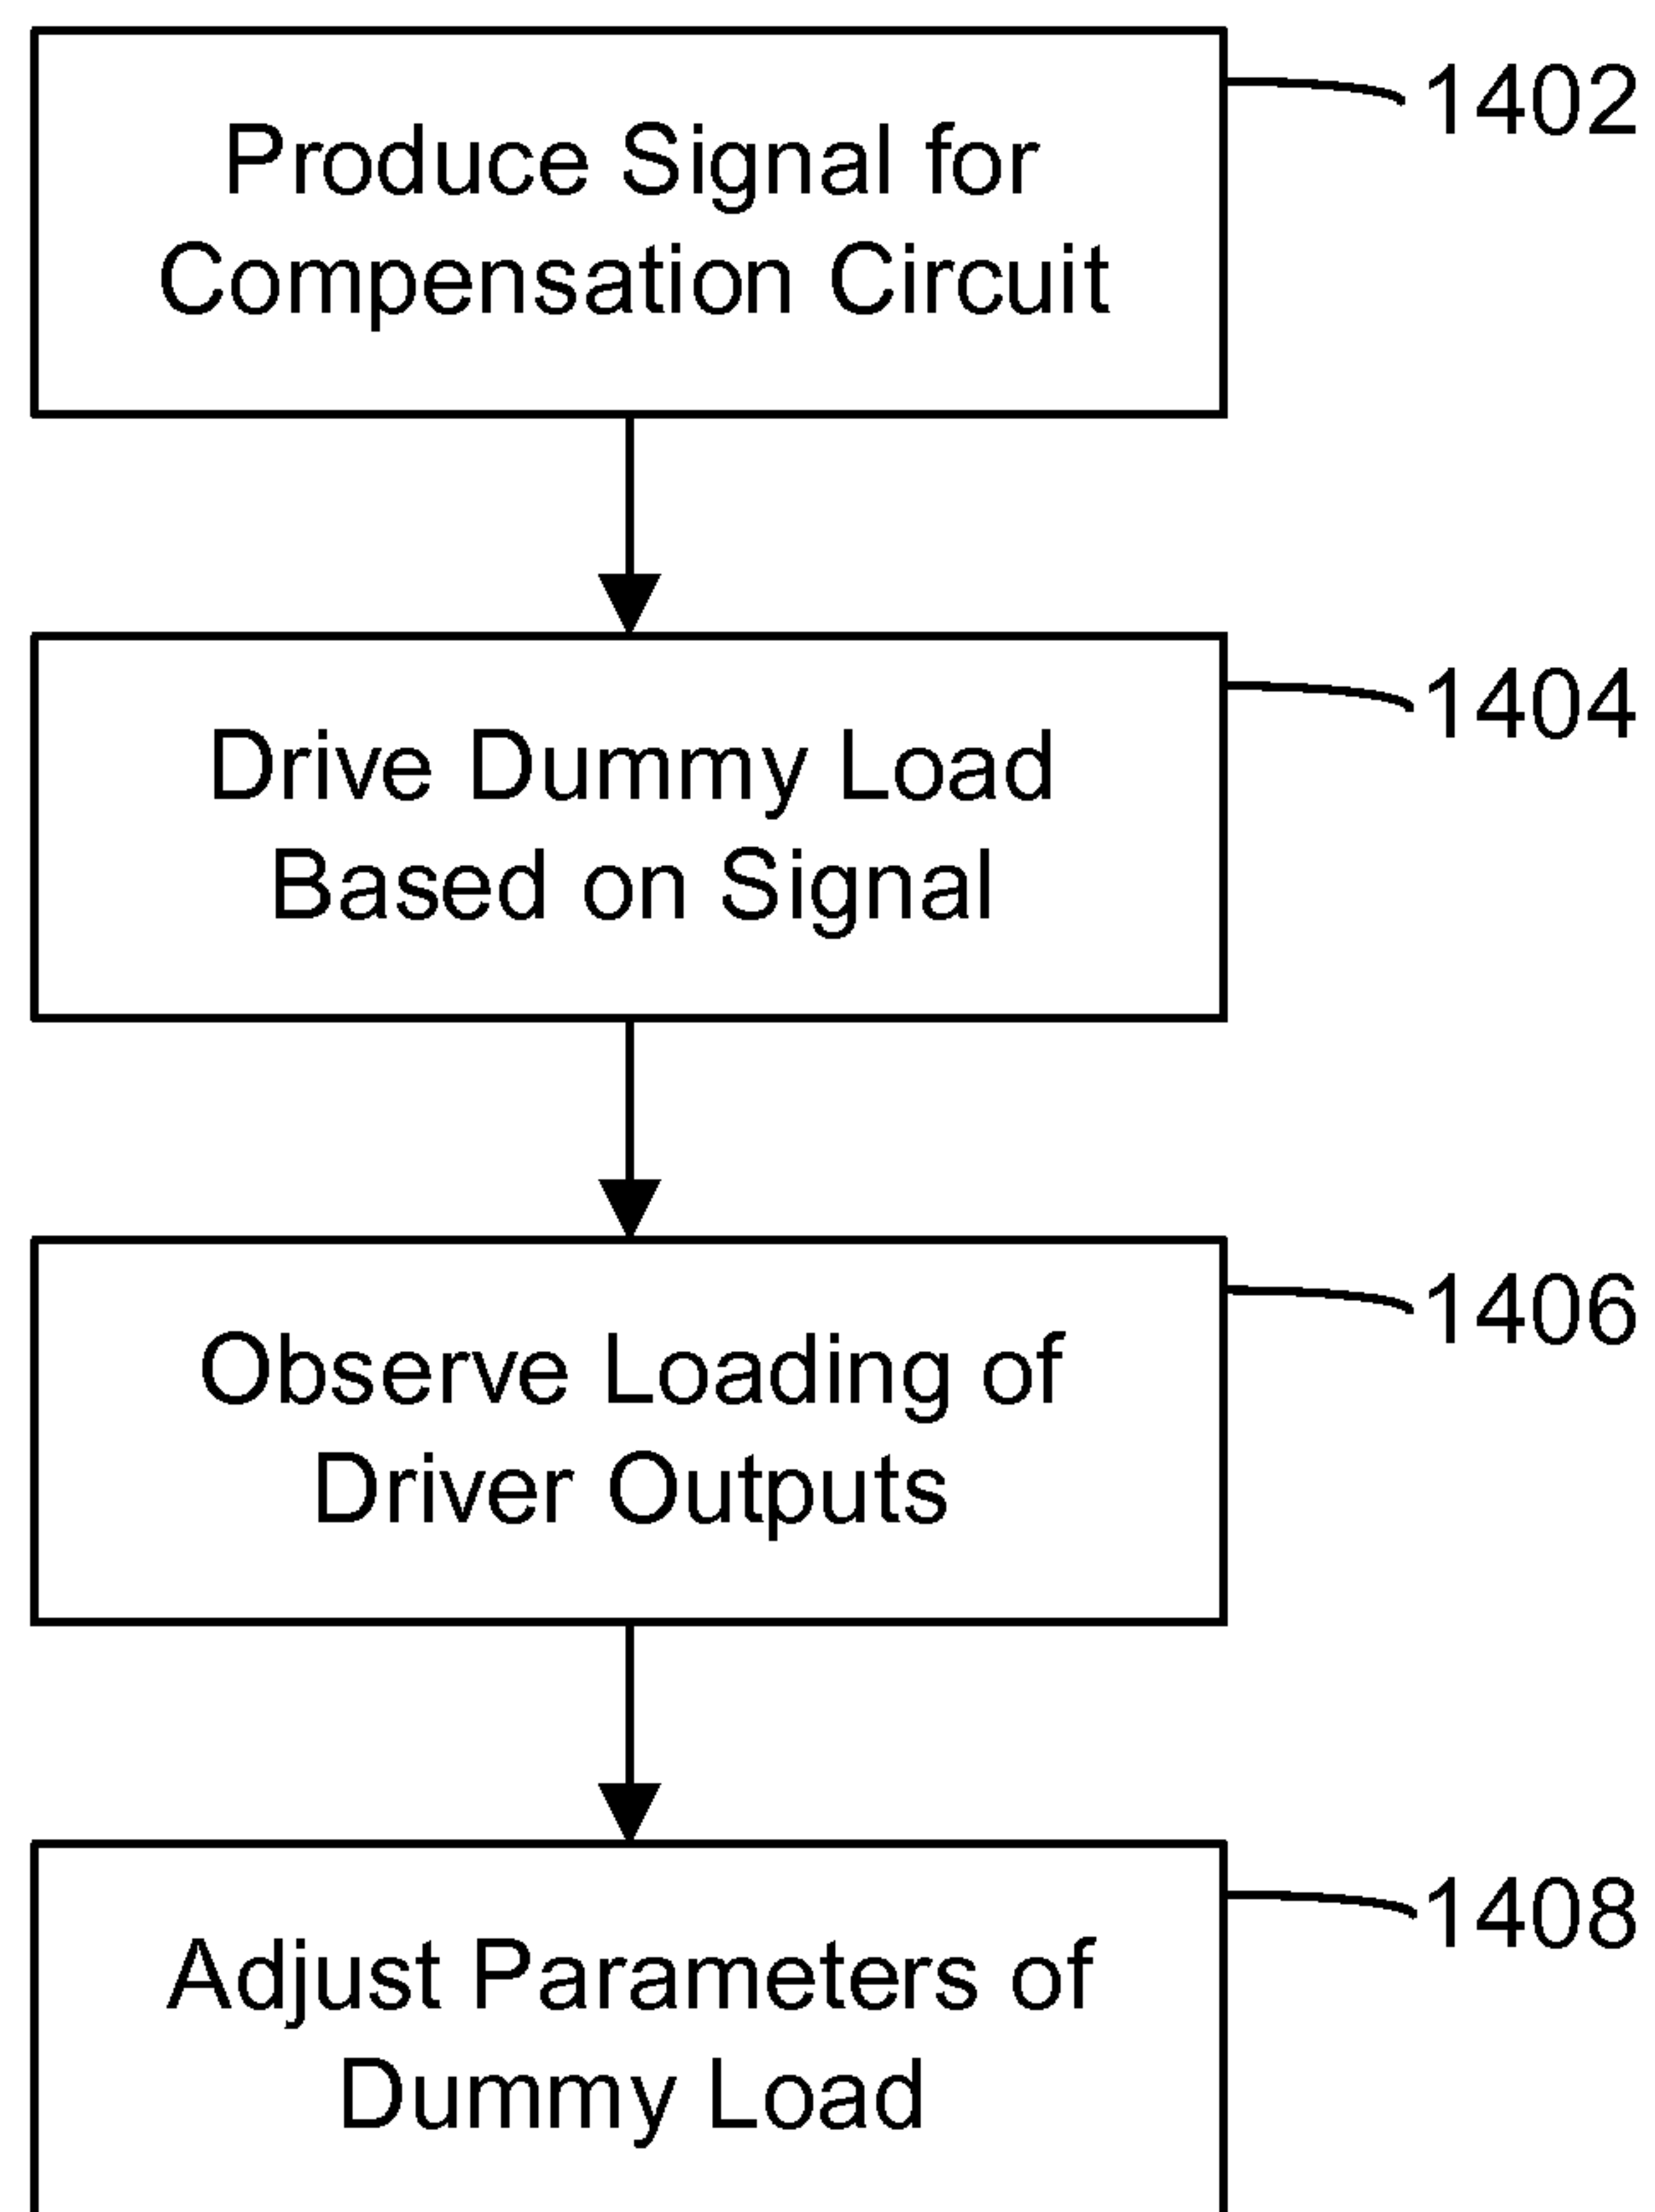 Produce Signal for
Compensation Circuit
1402
Drive Dummy Load
Based on Signal
1404
Observe Loading of
Driver Outputs
1406
Adjust Parameters of
Dummy Load
1408